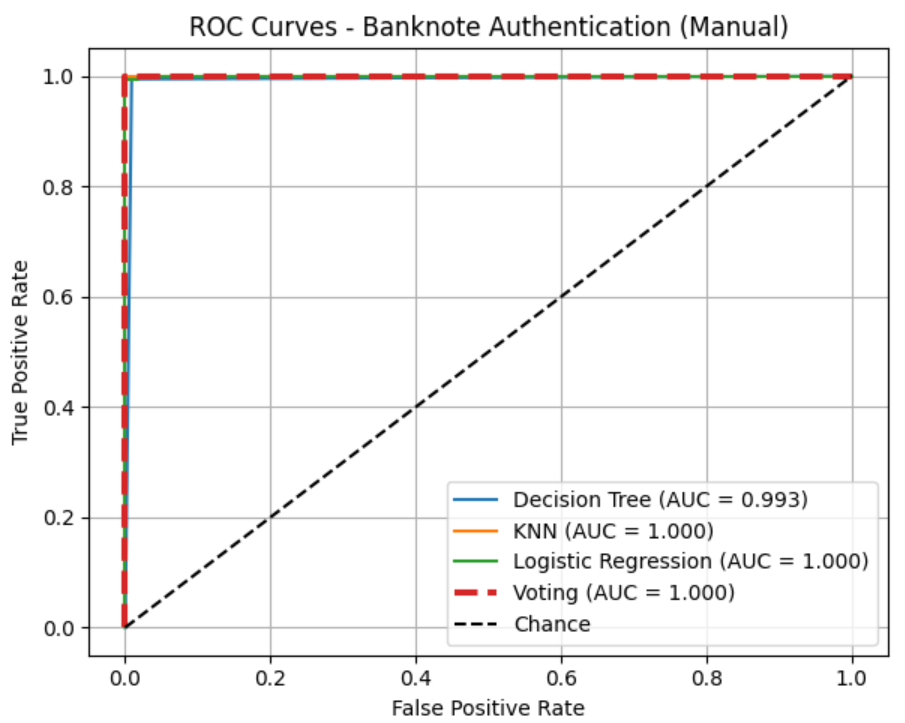 ROC Curves - Banknote Authentication (Manual)
True Positive Rate
1.0
0.8
0.6
0.4
0.2
0.0
Decision Tree (AUC = 0.993)
KNN (AUC = 1.000)
Logistic Regression (AUC = 1.000)
Voting (AUC = 1.000)
Chance
0.0 0.2 0.4 0.6 0.8 1.0
False Positive Rate